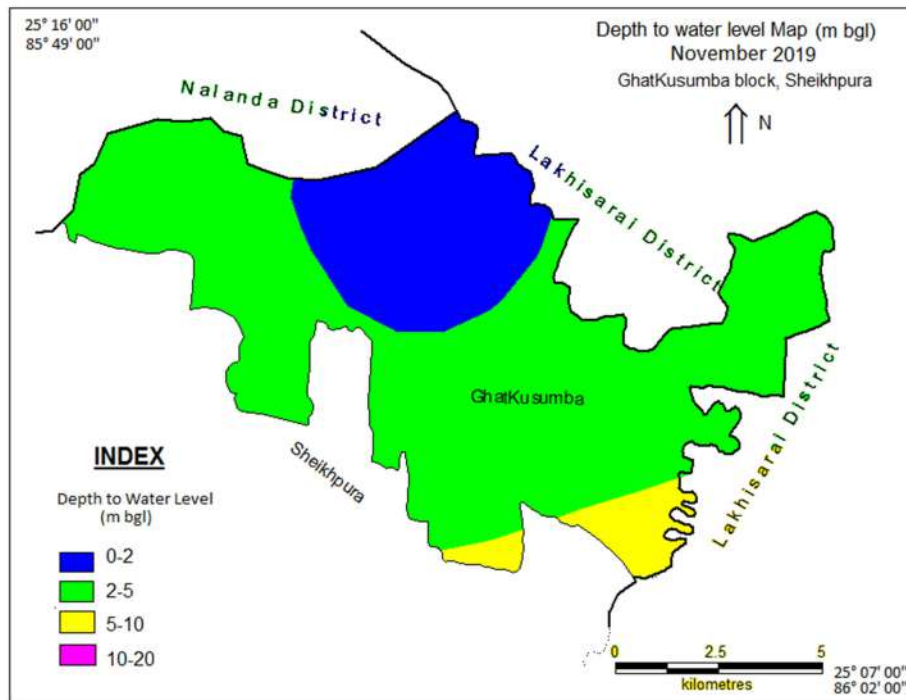 25° 16' 00"
85° 49' 00"
Depth to water level Map (m bgl)
November 2019
GhatKusumba block, Sheikhpura
N
Nalanda District
Lakhisarai District
GhatKusumba
Lakhisarai District
Sheikhpura
INDEX
Depth to Water Level
(m bgl)
0-2
2-5
5-10
10-20
0 2.5 5
kilometres
25° 07' 00"
86° 02' 00"